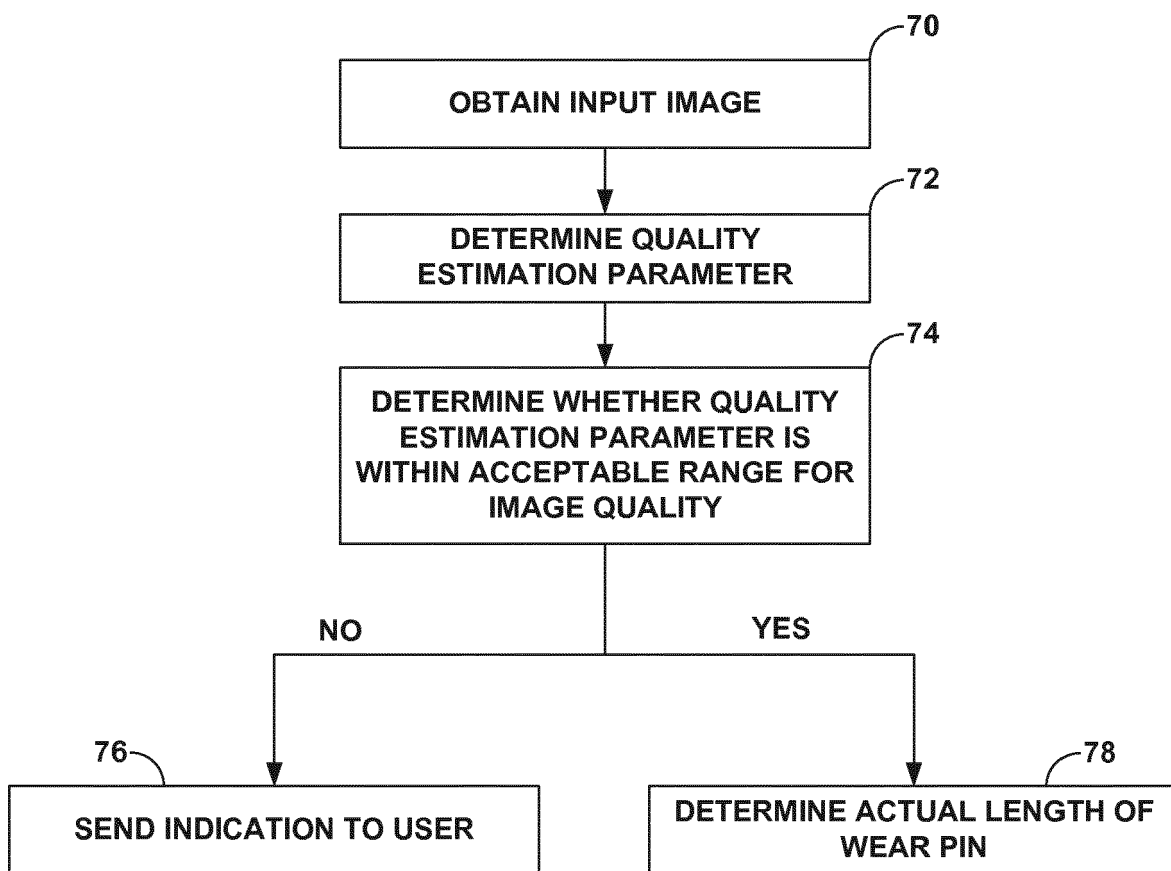 70
OBTAIN INPUT IMAGE
72
DETERMINE QUALITY
ESTIMATION PARAMETER
74
DETERMINE WHETHER QUALITY
ESTIMATION PARAMETER IS
WITHIN ACCEPTABLE RANGE FOR
IMAGE QUALITY
NO
YES
76
SEND INDICATION TO USER
78
DETERMINE ACTUAL LENGTH OF
WEAR PIN